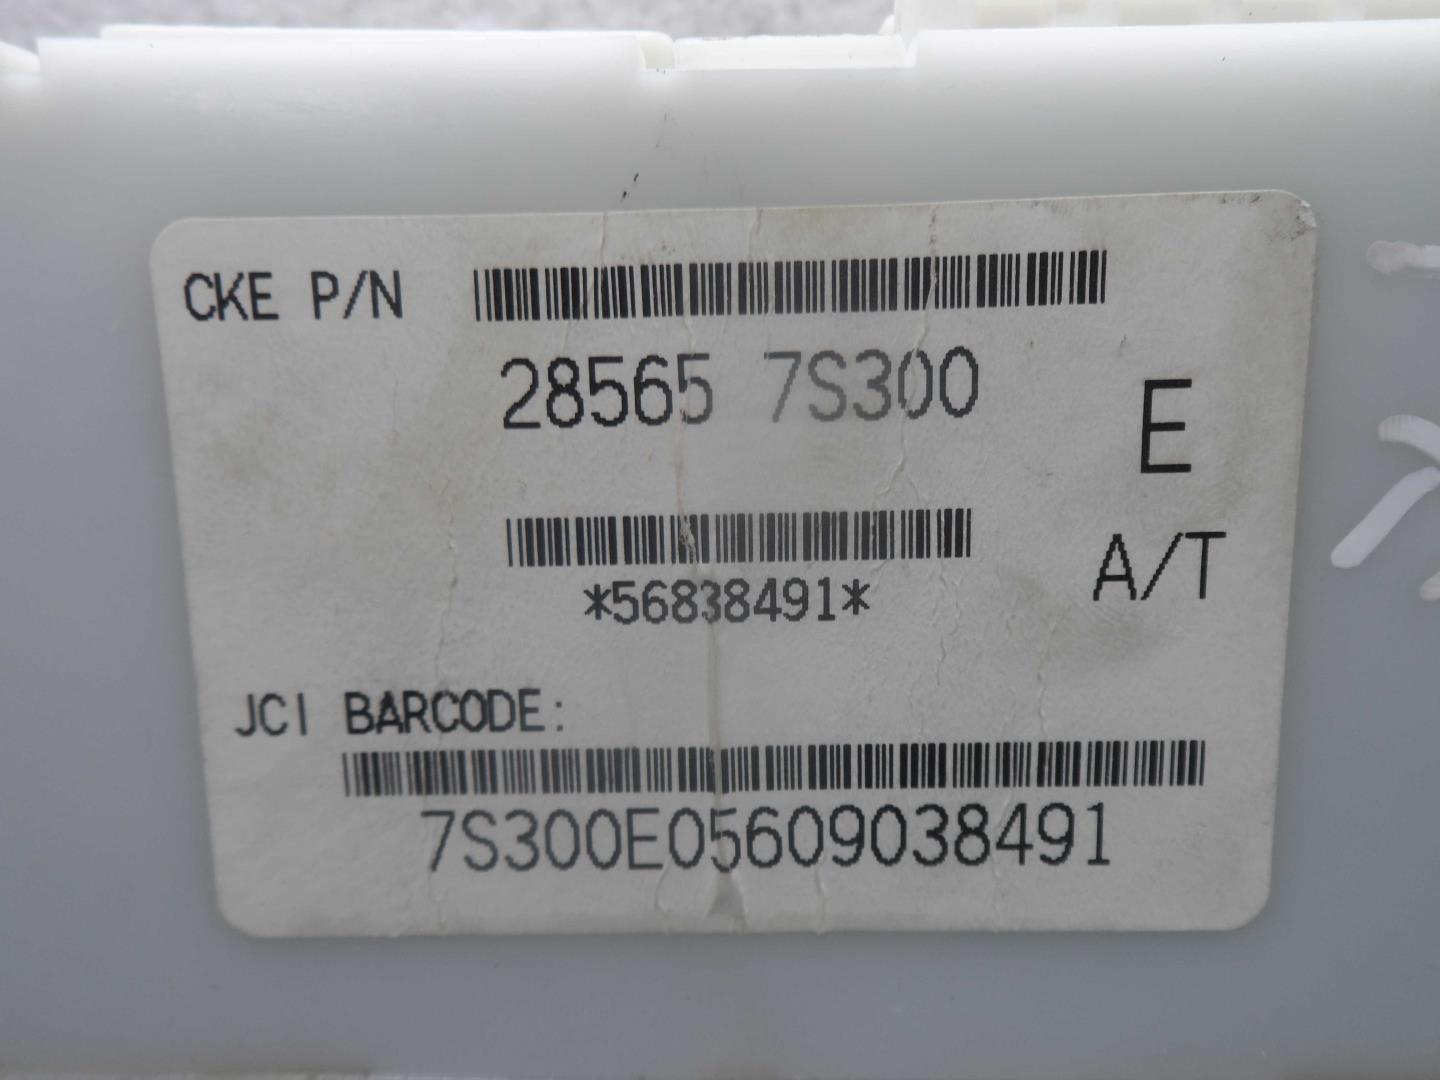 CKE P/N
28565 7S300
E
*56838491*
A/T
JCI BARCODE:
7S300E05609038491